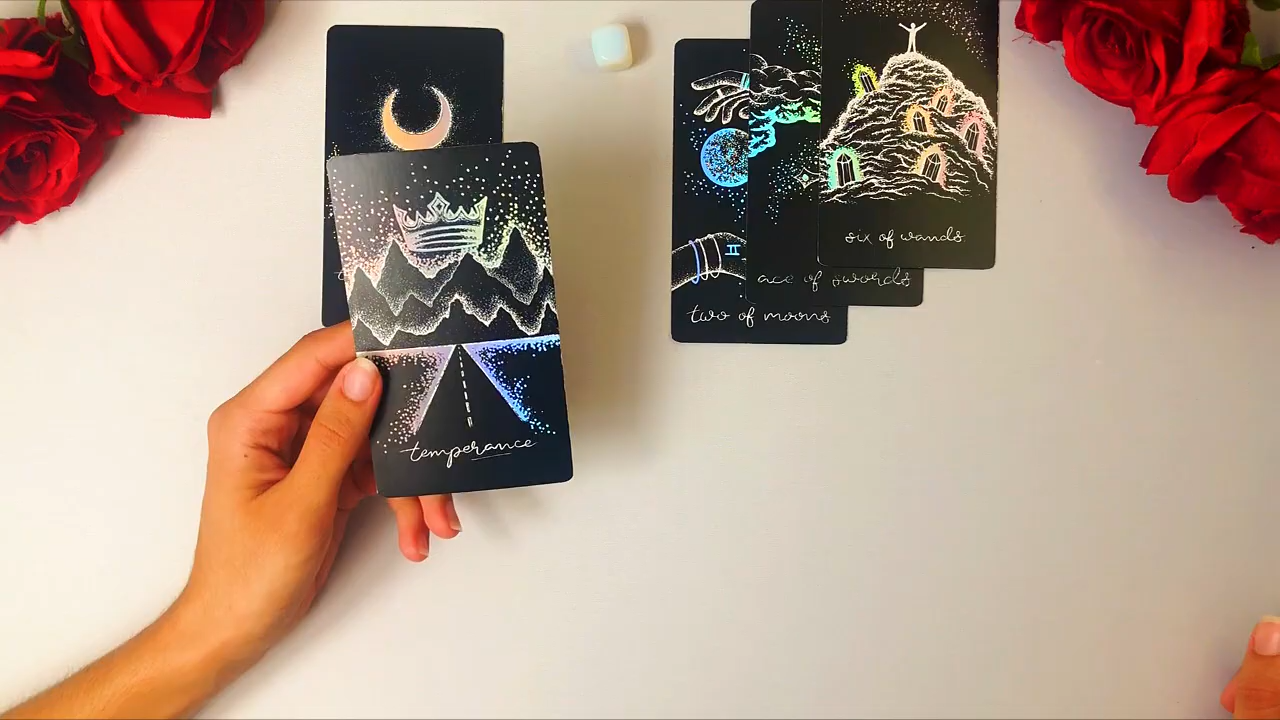 temperance
two of moons
ace of swords
six of wands